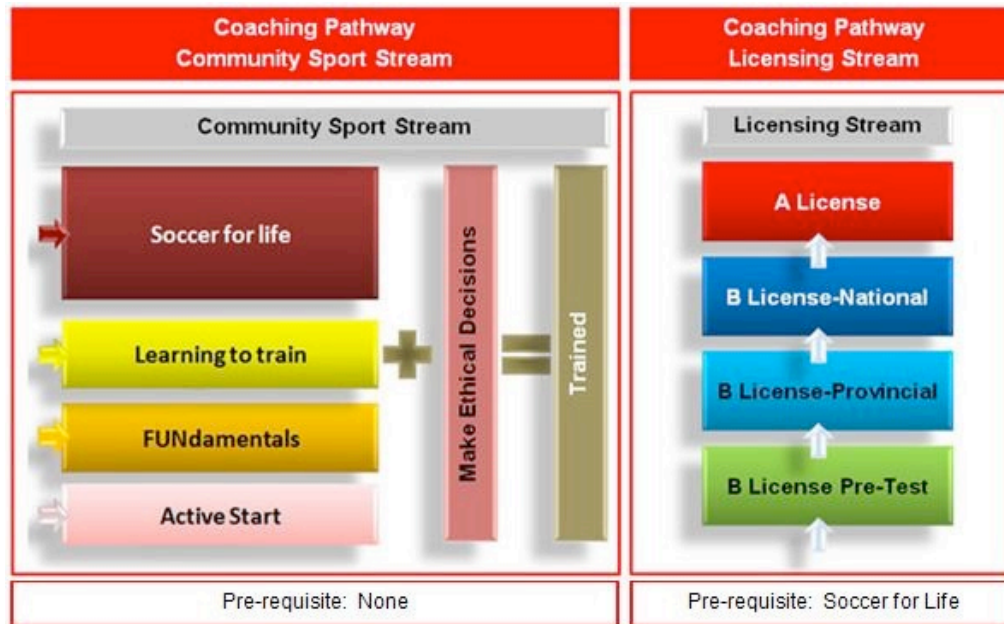 Coaching Pathway
Community Sport Stream
Community Sport Stream
Soccer for life
Learning to train
FUNdamentals
Active Start
Make Ethical Decisions
Trained
Pre-requisite: None
Coaching Pathway
Licensing Stream
Licensing Stream
A License
B License-National
B License-Provincial
B License Pre-Test
Pre-requisite: Soccer for Life